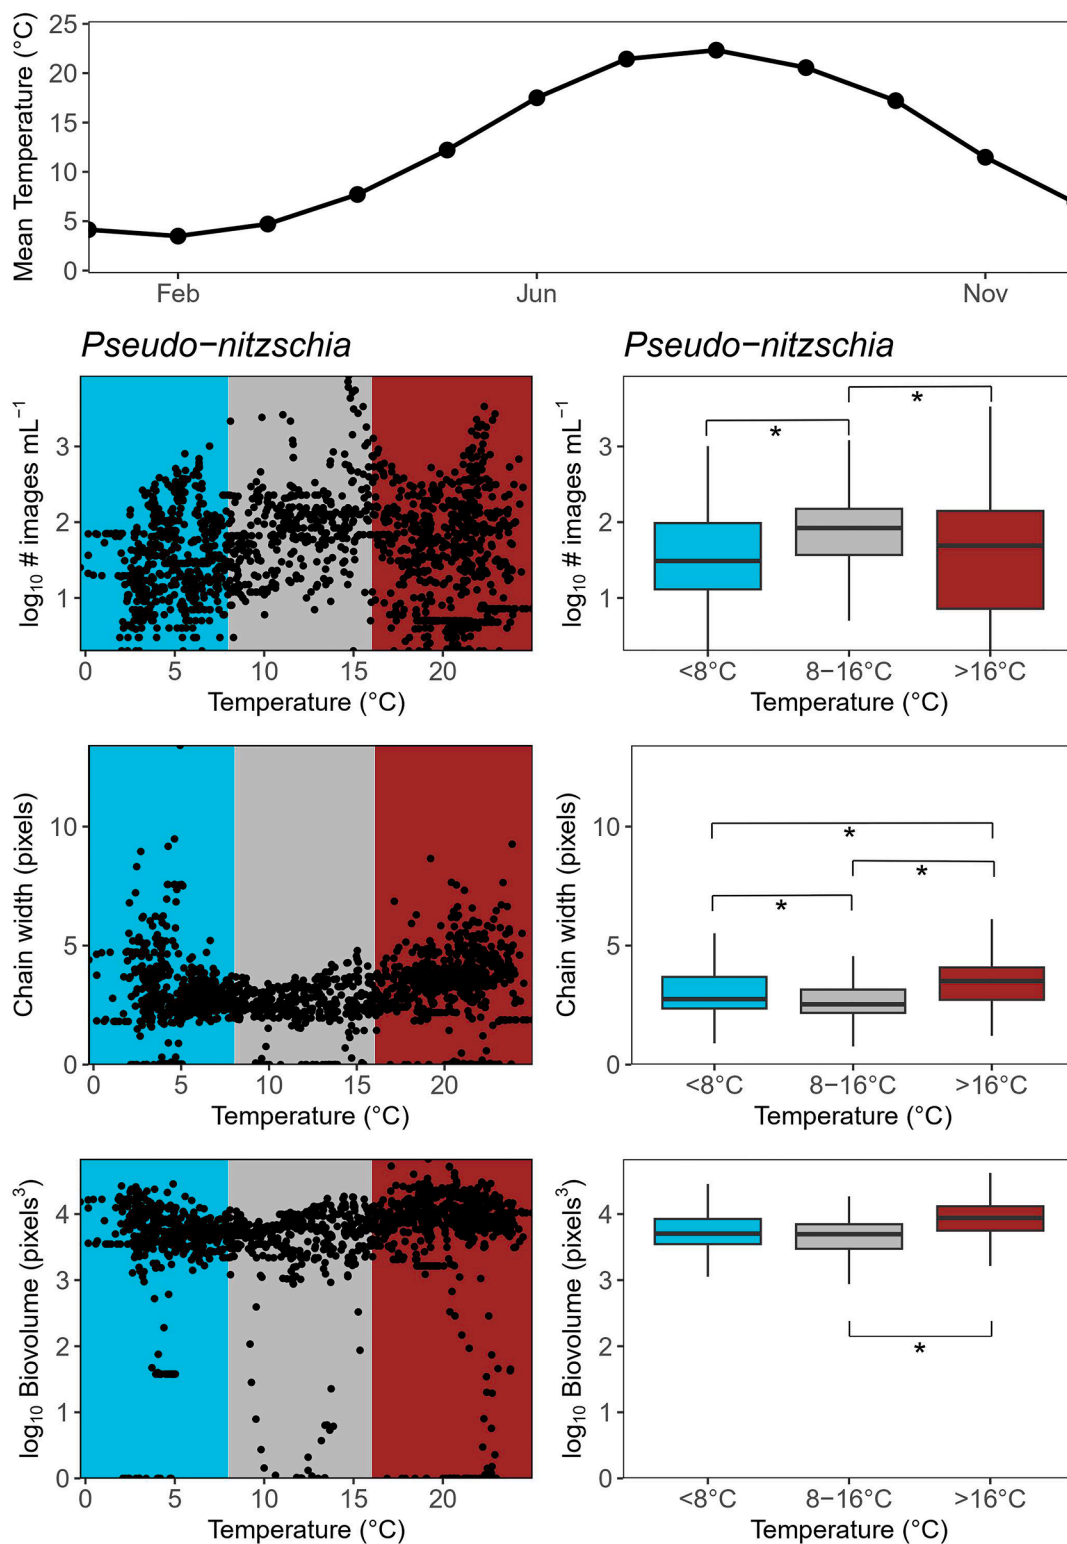 Mean Temperature (°C)
25
20
15
10
5
0
Feb Jun Nov
Pseudo−nitzschia
log₁₀ # images mL⁻¹
3
2
1
0 5 10 15 20
Temperature (°C)
Pseudo−nitzschia
log₁₀ # images mL⁻¹
3
2
1
*
*
<8°C 8−16°C >16°C
Temperature (°C)
Chain width (pixels)
10
5
0
0 5 10 15 20
Temperature (°C)
Chain width (pixels)
10
5
0
*
*
*
<8°C 8−16°C >16°C
Temperature (°C)
log₁₀ Biovolume (pixels³)
4
3
2
1
0
0 5 10 15 20
Temperature (°C)
log₁₀ Biovolume (pixels³)
4
3
2
1
0
*
<8°C 8−16°C >16°C
Temperature (°C)